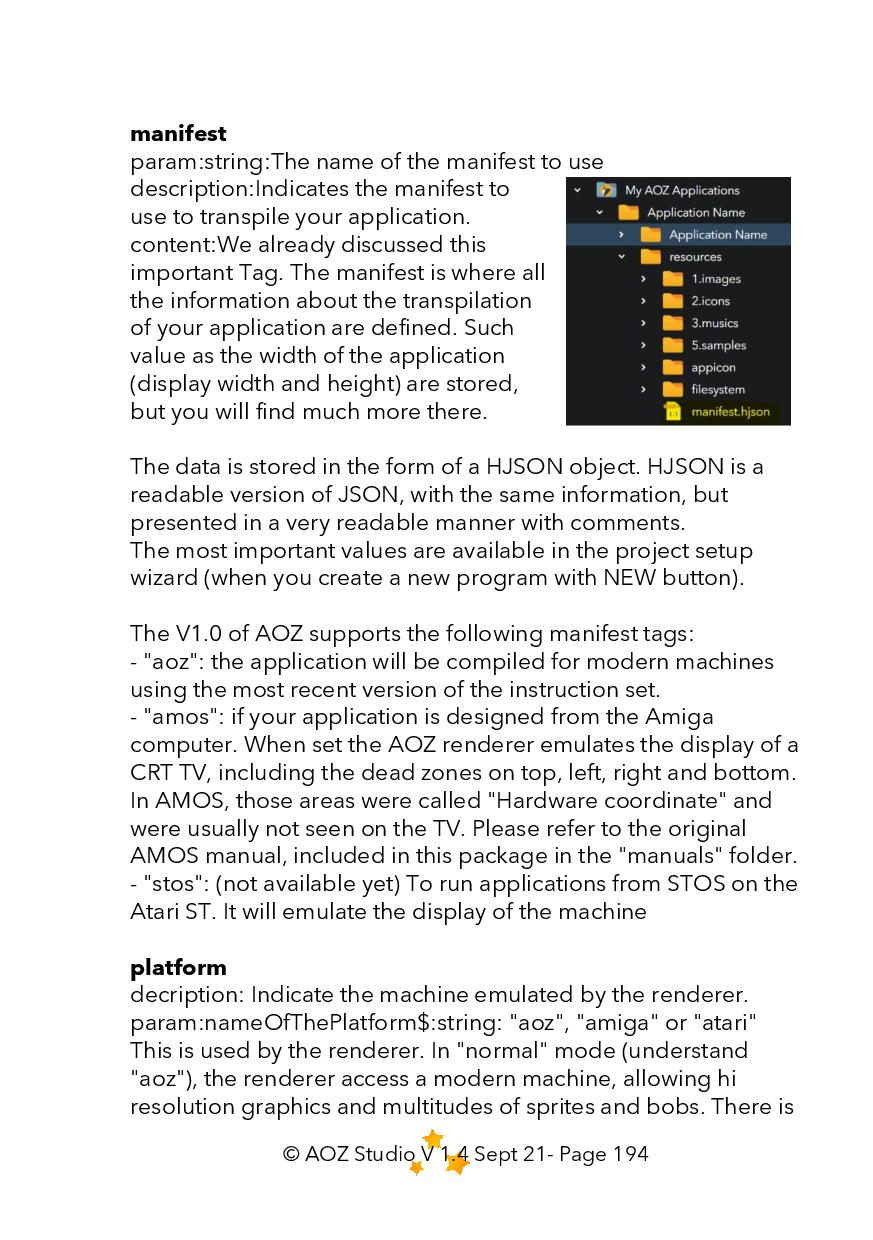 manifest
param:string:The name of the manifest to use
description:Indicates the manifest to
use to transpile your application.
content:We already discussed this
important Tag. The manifest is where all
the information about the transpilation
of your application are defined. Such
value as the width of the application
(display width and height) are stored,
but you will find much more there.
My AOZ Applications
Application Name
Application Name
resources
1.images
2.icons
3.musics
5.samples
appicon
filesystem
manifest.hjson
The data is stored in the form of a HJSON object. HJSON is a
readable version of JSON, with the same information, but
presented in a very readable manner with comments.
The most important values are available in the project setup
wizard (when you create a new program with NEW button).
The V1.0 of AOZ supports the following manifest tags:
- "aoz": the application will be compiled for modern machines
using the most recent version of the instruction set.
- "amos": if your application is designed from the Amiga
computer. When set the AOZ renderer emulates the display of a
CRT TV, including the dead zones on top, left, right and bottom.
In AMOS, those areas were called "Hardware coordinate" and
were usually not seen on the TV. Please refer to the original
AMOS manual, included in this package in the "manuals" folder.
- "stos": (not available yet) To run applications from STOS on the
Atari ST. It will emulate the display of the machine
platform
decription: Indicate the machine emulated by the renderer.
param:nameOfThePlatform$:string: "aoz", "amiga" or "atari"
This is used by the renderer. In "normal" mode (understand
"aoz"), the renderer access a modern machine, allowing hi
resolution graphics and multitudes of sprites and bobs. There is
© AOZ Studio V 1.4 Sept 21- Page 194